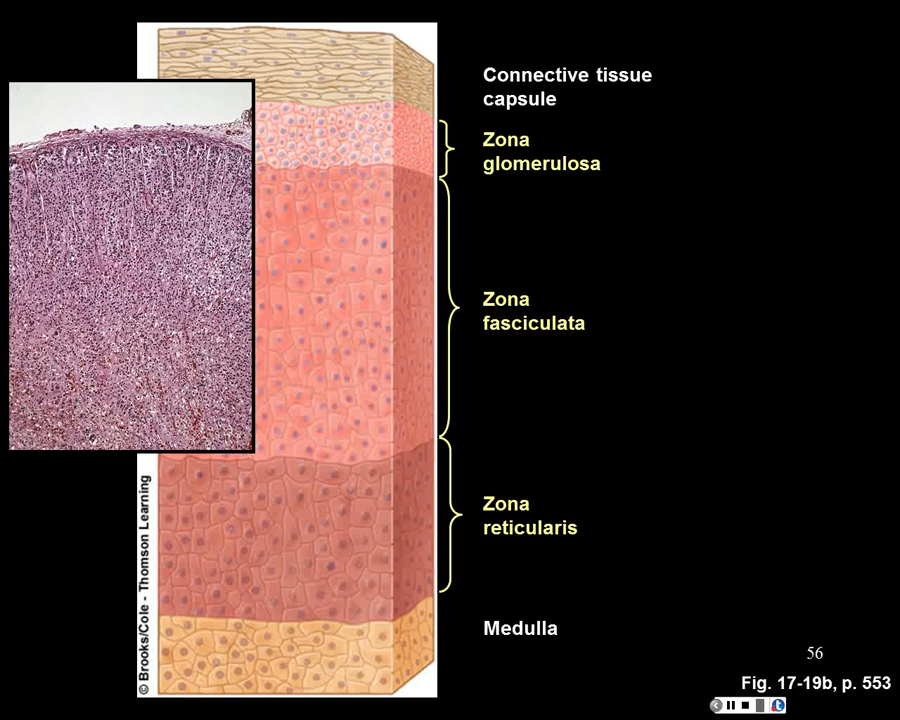 Connective tissue
capsule
Zona
glomerulosa
Zona
fasciculata
Zona
reticularis
Medulla
© Brooks/Cole - Thomson Learning
56
Fig. 17-19b, p. 553